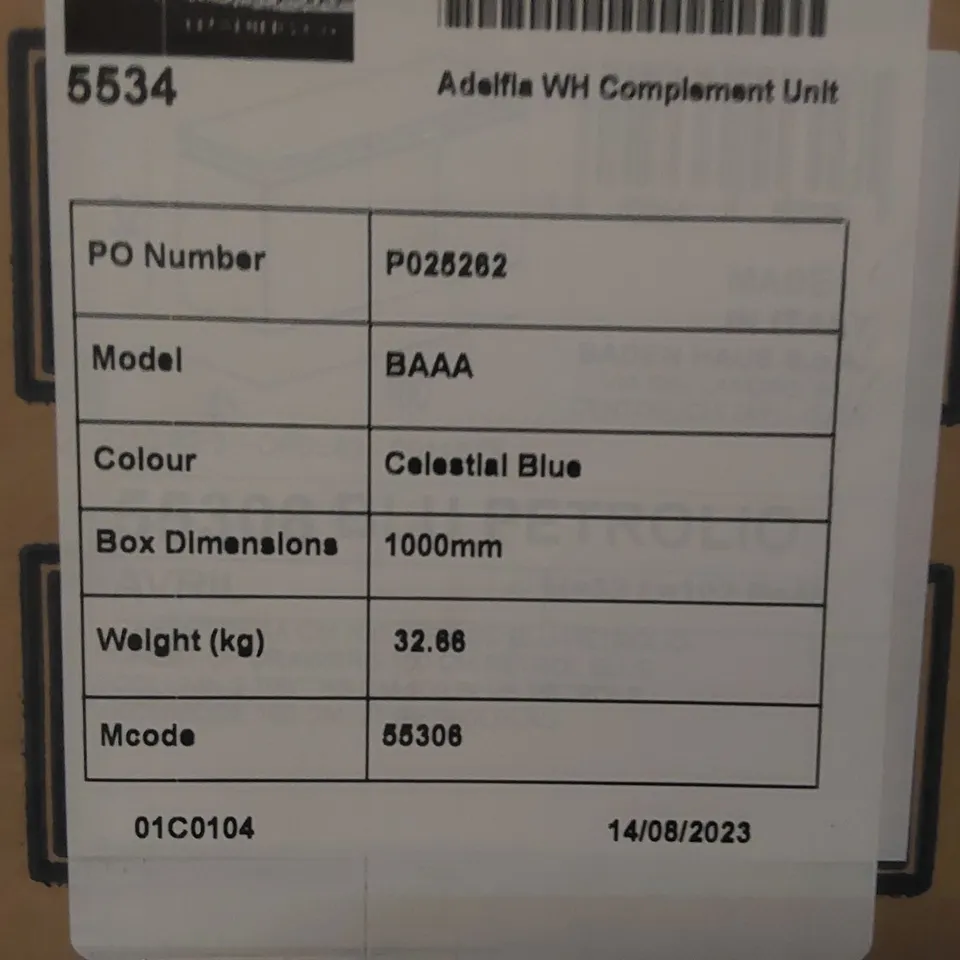 5534
Adelfia WH Complement Unit
PO Number P025262
Model BAAA
Colour Celestial Blue
Box Dimensions 1000mm
Weight (kg) 32.66
Mcode 55306
01C0104
14/08/2023